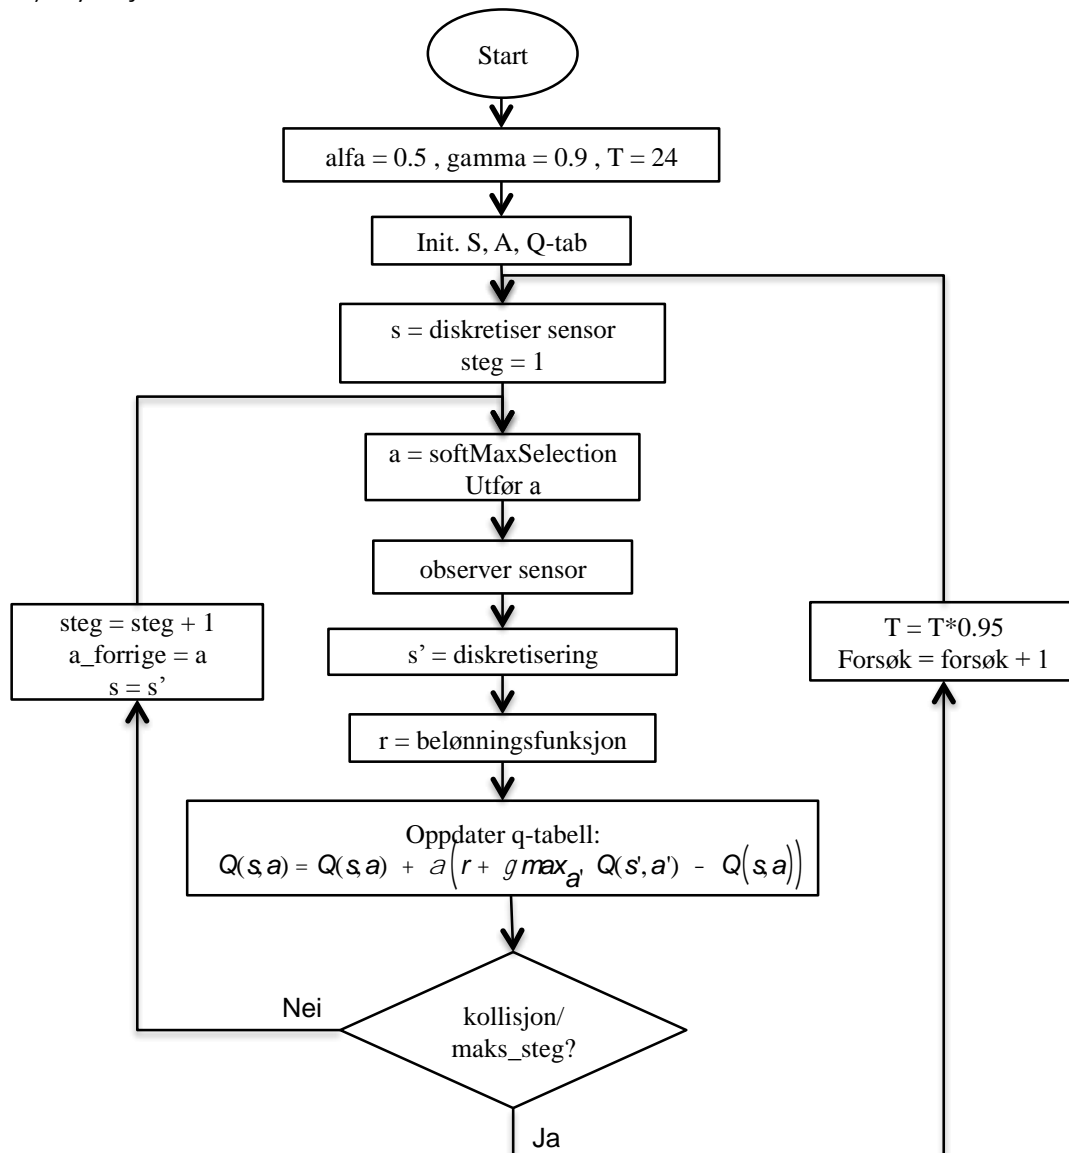 Start
alfa = 0.5 , gamma = 0.9 , T = 24
Init. S, A, Q-tab
s = diskretiser sensor
steg = 1
a = softMaxSelection
Utfør a
observer sensor
steg = steg + 1
a_forrige = a
s = s’
T = T*0.95
Forsøk = forsøk + 1
s’ = diskretisering
r = belønningsfunksjon
Oppdater q-tabell:
Q(s,a) = Q(s,a) + a(r + g max_a' Q(s',a') - Q(s,a))
Nei
kollisjon/
maks_steg?
Ja